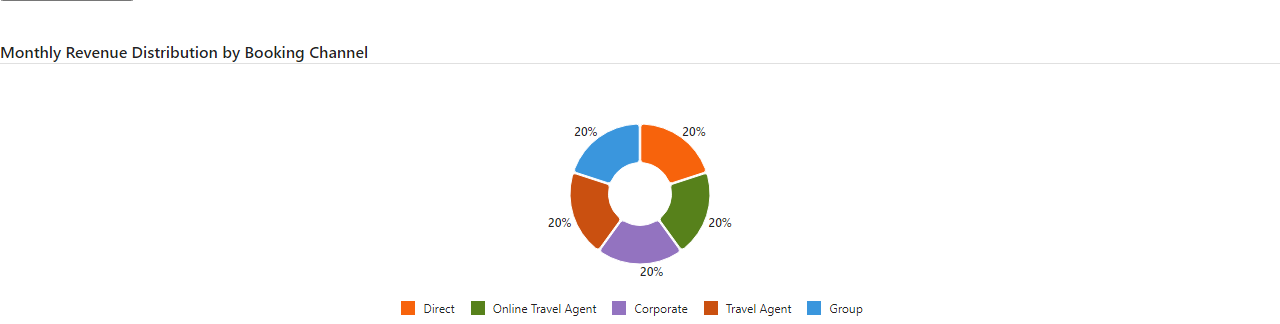 Monthly Revenue Distribution by Booking Channel
20% 20%
20% 20%
20%
Direct Online Travel Agent Corporate Travel Agent Group